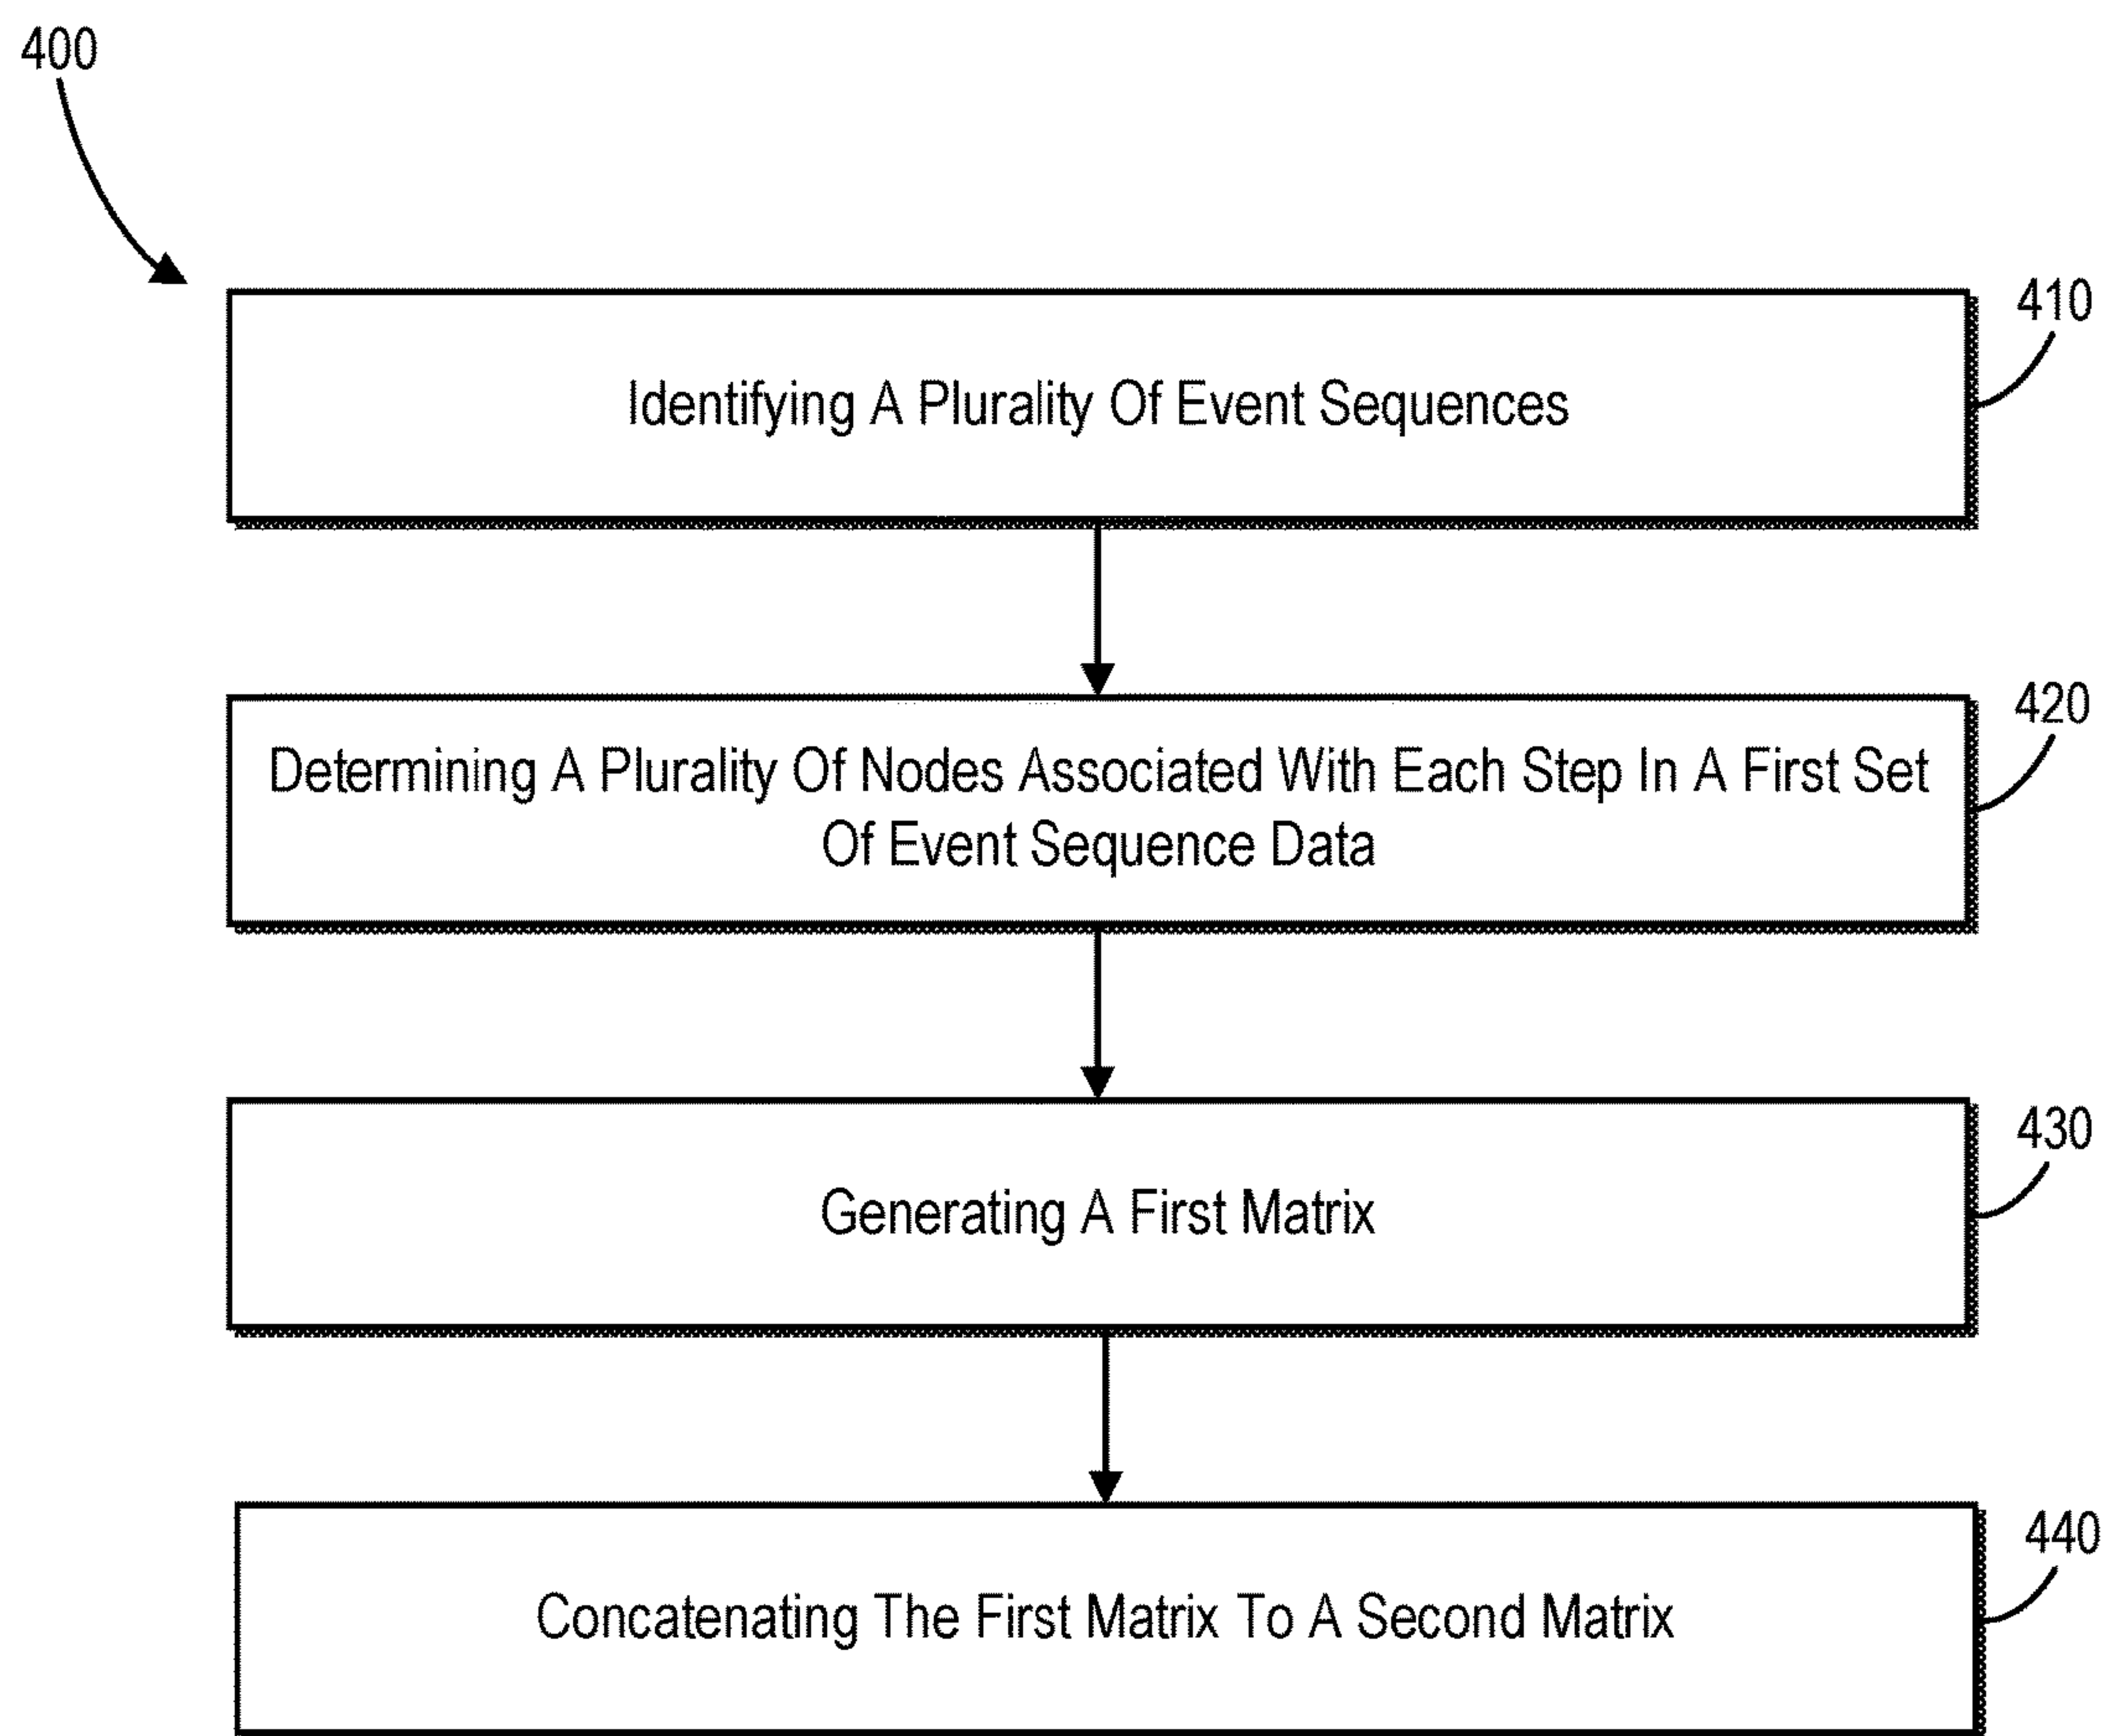 400
410
Identifying A Plurality Of Event Sequences
420
Determining A Plurality Of Nodes Associated With Each Step In A First Set
Of Event Sequence Data
430
Generating A First Matrix
440
Concatenating The First Matrix To A Second Matrix